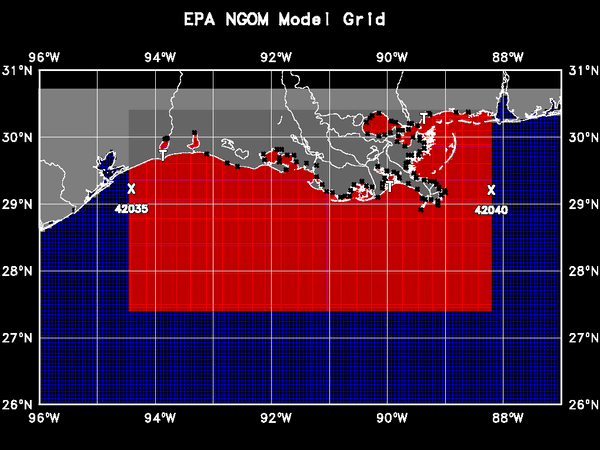 EPA NGOM Model Grid
96°W 94°W 92°W 90°W 88°W
31°N 31°N
T
30°N 30°N
T
T
X X
42035 42040
29°N 29°N
28°N 28°N
27°N 27°N
26°N 26°N
96°W 94°W 92°W 90°W 88°W